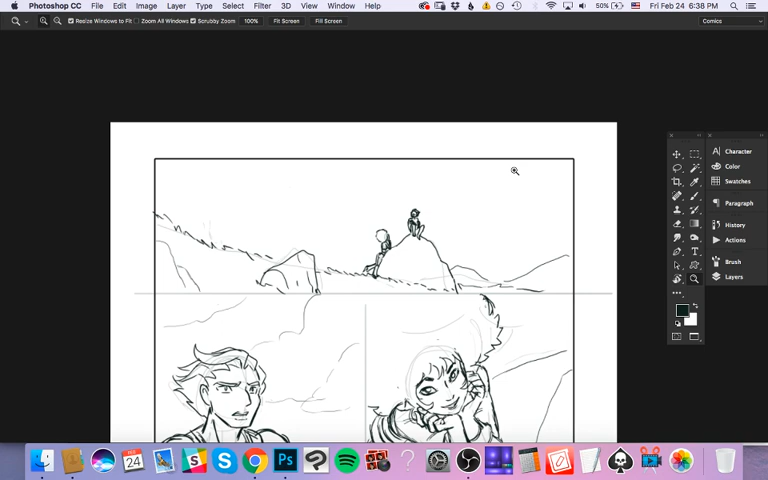 Photoshop CC File Edit Image Layer Type Select Filter 3D View Window Help 50% Fri Feb 24 6:38 PM
Resize Windows to Fit Zoom All Windows Scrubby Zoom 100% Fit Screen Fill Screen Comics
Character
Color
Swatches
Paragraph
History
Actions
Brush
Layers
24